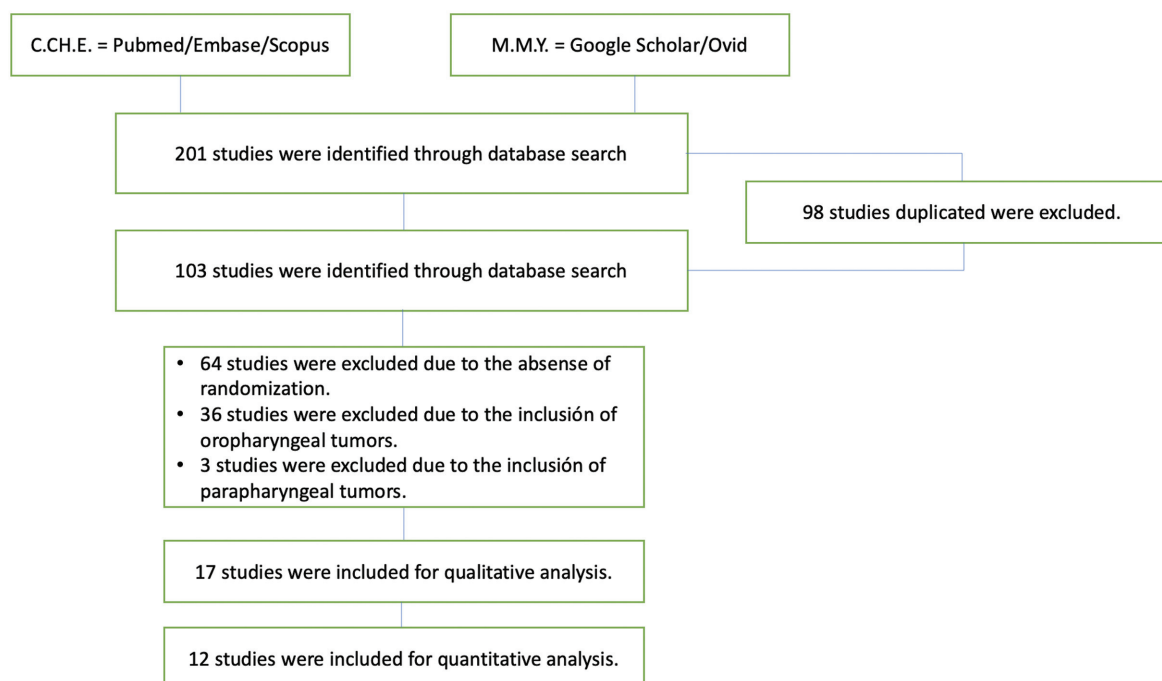 C.CH.E. = Pubmed/Embase/Scopus
M.M.Y. = Google Scholar/Ovid
201 studies were identified through database search
98 studies duplicated were excluded.
103 studies were identified through database search
• 64 studies were excluded due to the absense of
randomization.
• 36 studies were excluded due to the inclusión of
oropharyngeal tumors.
• 3 studies were excluded due to the inclusión of
parapharyngeal tumors.
17 studies were included for qualitative analysis.
12 studies were included for quantitative analysis.